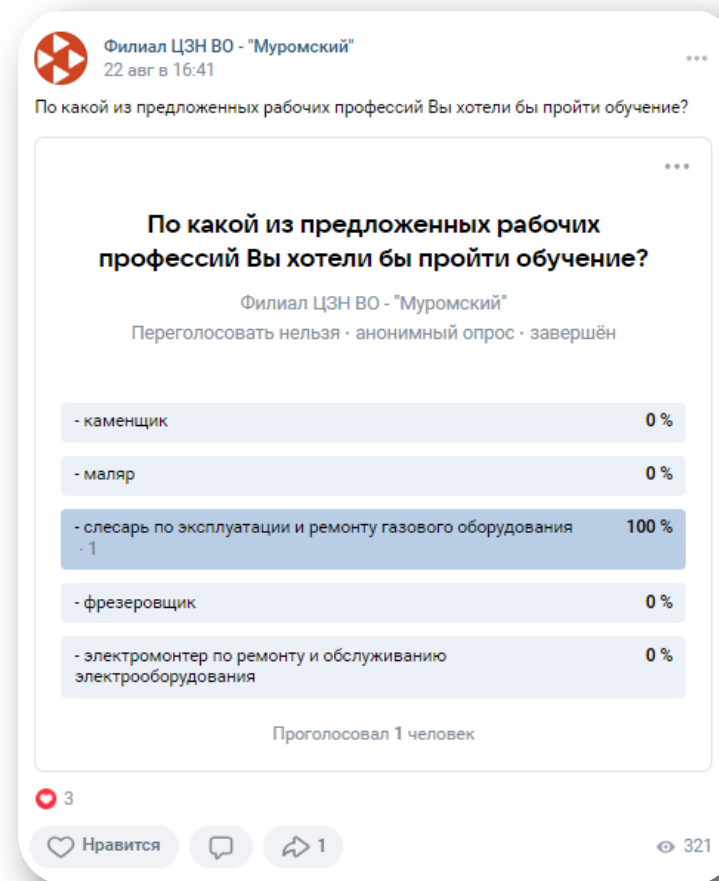 Филиал ЦЗН ВО - "Муромский"
22 авг в 16:41
По какой из предложенных рабочих профессий Вы хотели бы пройти обучение?
По какой из предложенных рабочих
профессий Вы хотели бы пройти обучение?
Филиал ЦЗН ВО - "Муромский"
Переголосовать нельзя · анонимный опрос · завершён
- каменщик 0 %
- маляр 0 %
- слесарь по эксплуатации и ремонту газового оборудования 100 %
· 1
- фрезеровщик 0 %
- электромонтер по ремонту и обслуживанию 0 %
электрооборудования
Проголосовал 1 человек
3
Нравится 1 321